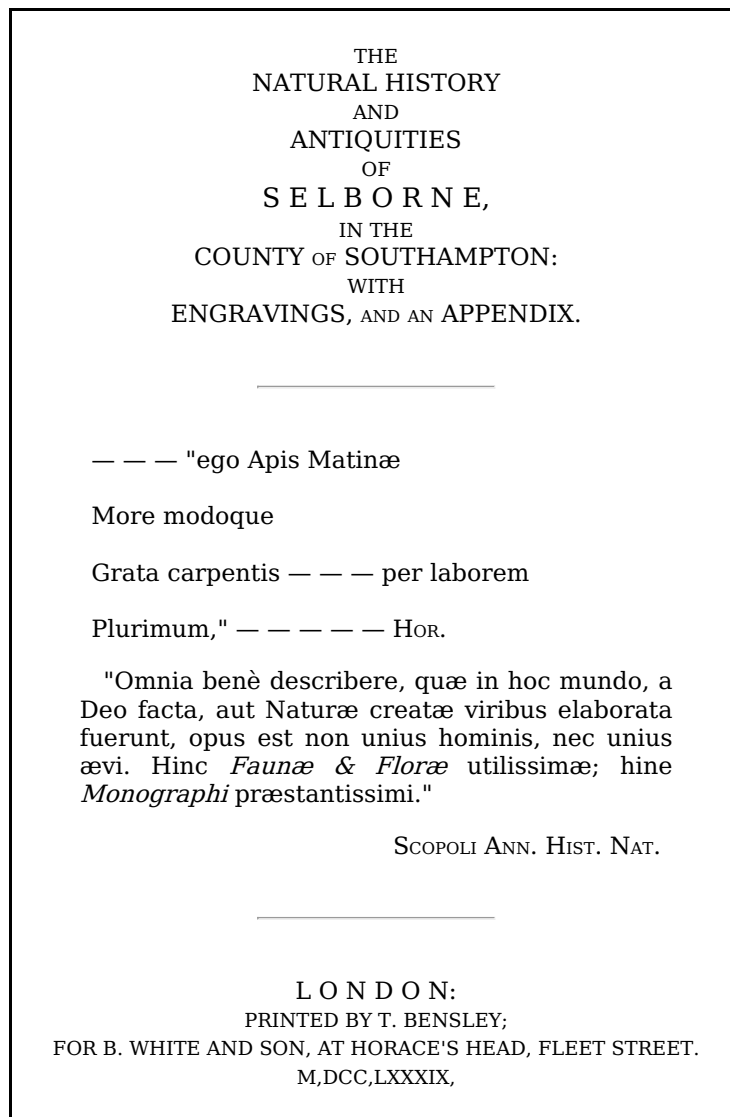 THE
NATURAL HISTORY
AND
ANTIQUITIES
OF
S E L B O R N E,
IN THE
COUNTY OF SOUTHAMPTON:
WITH
ENGRAVINGS, AND AN APPENDIX.
— — — "ego Apis Matinæ
More modoque
Grata carpentis — — — per laborem
Plurimum," — — — — — HOR.
"Omnia benè describere, quæ in hoc mundo, a
Deo facta, aut Naturæ creatæ viribus elaborata
fuerunt, opus est non unius hominis, nec unius
ævi. Hinc Faunæ & Floræ utilissimæ; hine
Monographi præstantissimi."
SCOPOLI ANN. HIST. NAT.
L O N D O N:
PRINTED BY T. BENSLEY;
FOR B. WHITE AND SON, AT HORACE'S HEAD, FLEET STREET.
M,DCC,LXXXIX,